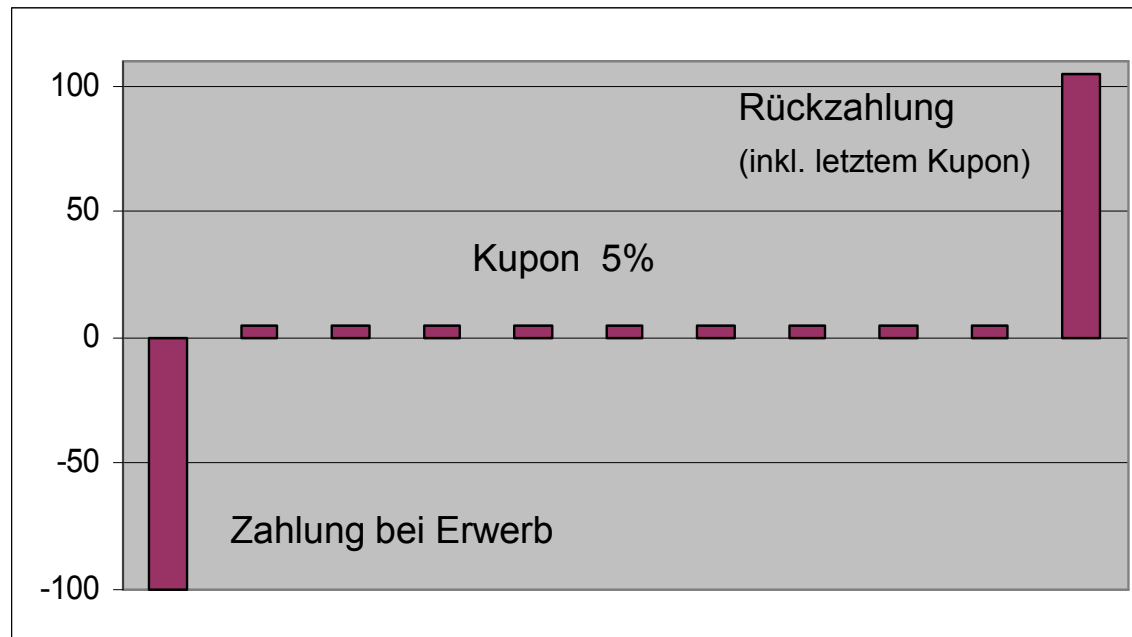 100
Rückzahlung
(inkl. letztem Kupon)
50
Kupon 5%
0
-50
Zahlung bei Erwerb
-100